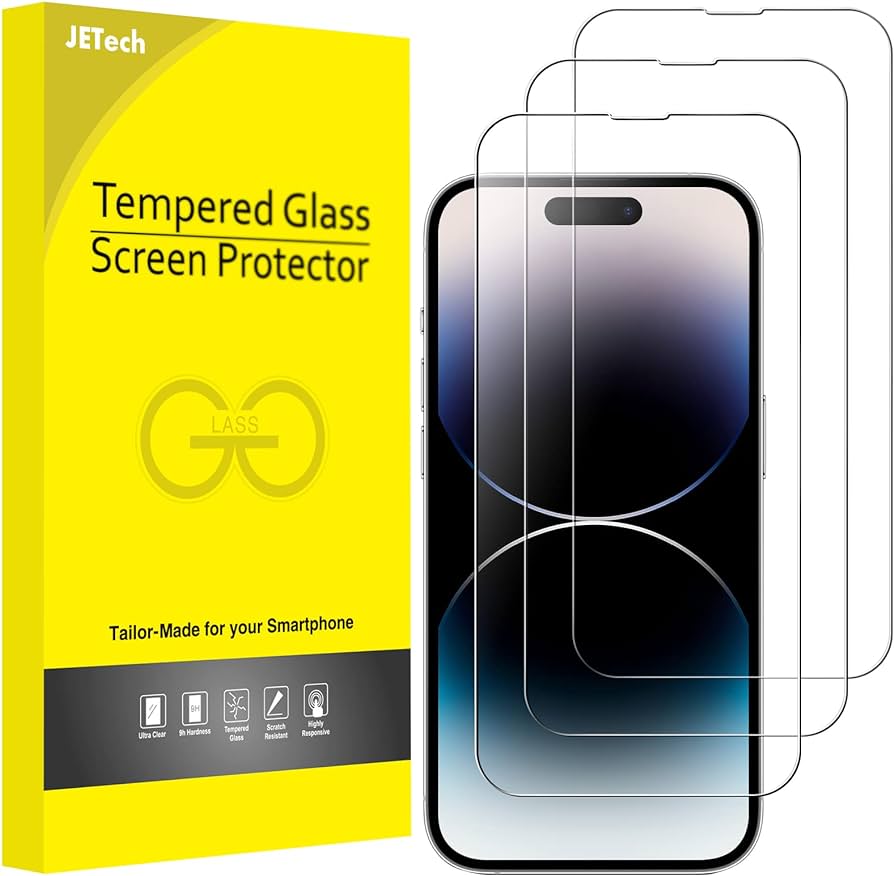 JETech
Tempered Glass
Screen Protector
G LASS G
Tailor-Made for your Smartphone
9H
Ultra Clear
9h Hardness
Tempered
Glass
Scratch
Resistant
Highly
Responsive